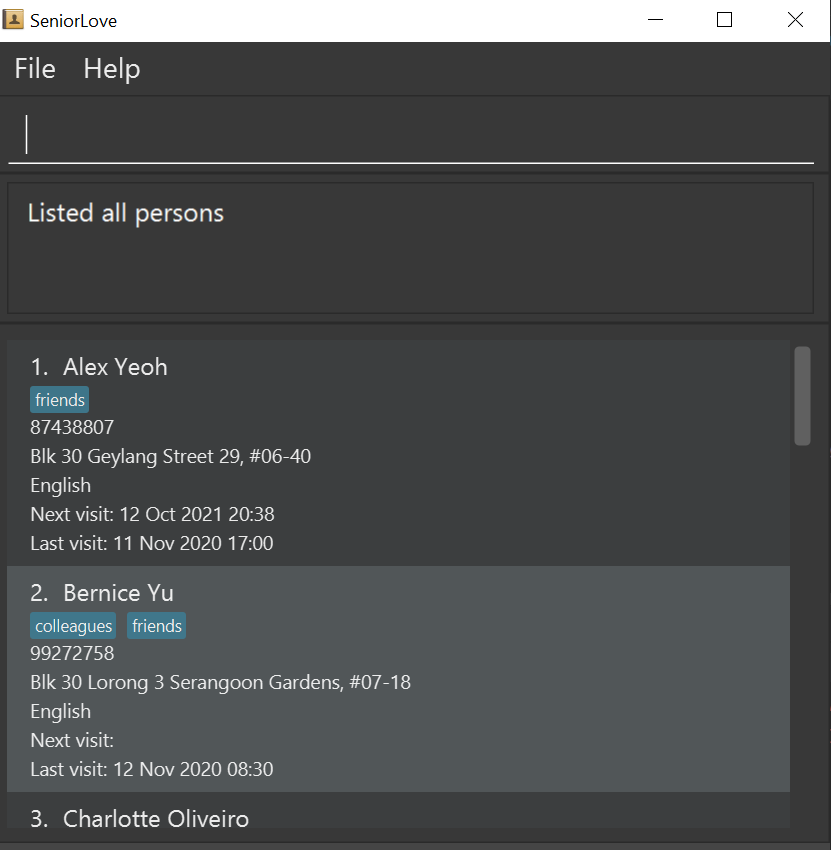 SeniorLove
File Help
Listed all persons
1. Alex Yeoh
friends
87438807
Blk 30 Geylang Street 29, #06-40
English
Next visit: 12 Oct 2021 20:38
Last visit: 11 Nov 2020 17:00
2. Bernice Yu
colleagues friends
99272758
Blk 30 Lorong 3 Serangoon Gardens, #07-18
English
Next visit:
Last visit: 12 Nov 2020 08:30
3. Charlotte Oliveiro